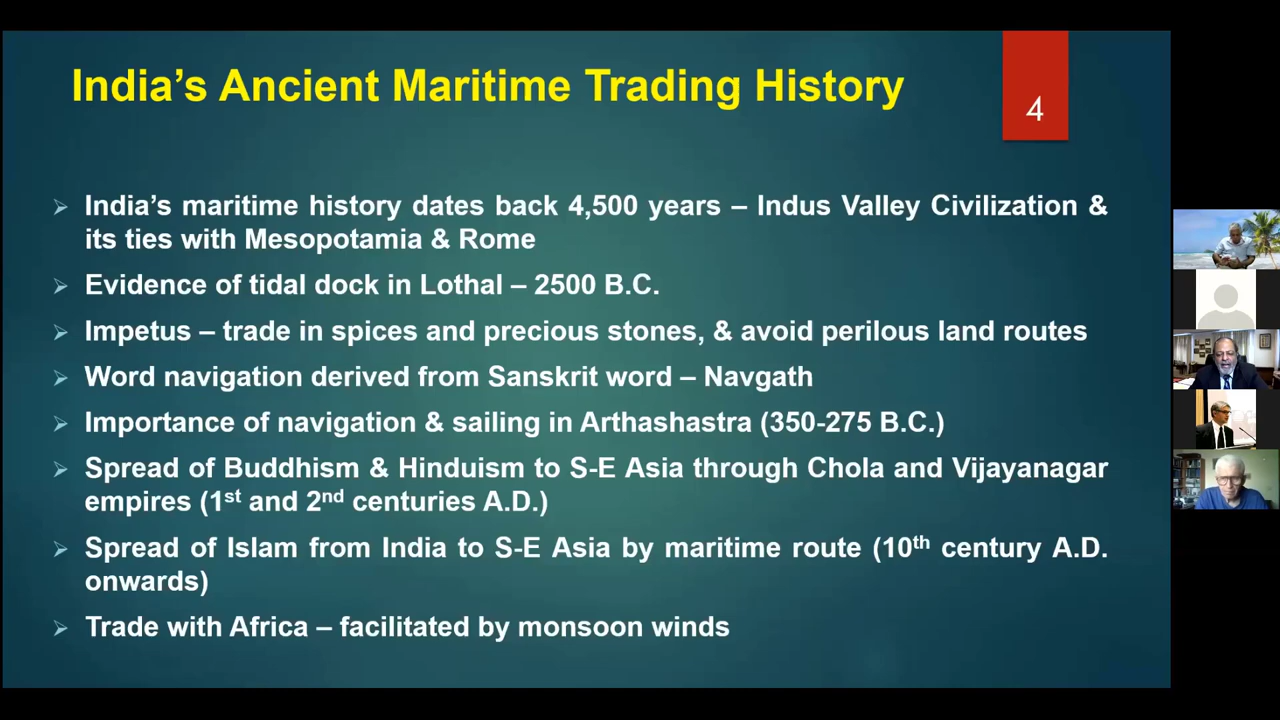 India's Ancient Maritime Trading History
4
India's maritime history dates back 4,500 years – Indus Valley Civilization &
its ties with Mesopotamia & Rome
Evidence of tidal dock in Lothal – 2500 B.C.
Impetus – trade in spices and precious stones, & avoid perilous land routes
Word navigation derived from Sanskrit word – Navgath
Importance of navigation & sailing in Arthashastra (350-275 B.C.)
Spread of Buddhism & Hinduism to S-E Asia through Chola and Vijayanagar
empires (1st and 2nd centuries A.D.)
Spread of Islam from India to S-E Asia by maritime route (10th century A.D.
onwards)
Trade with Africa – facilitated by monsoon winds